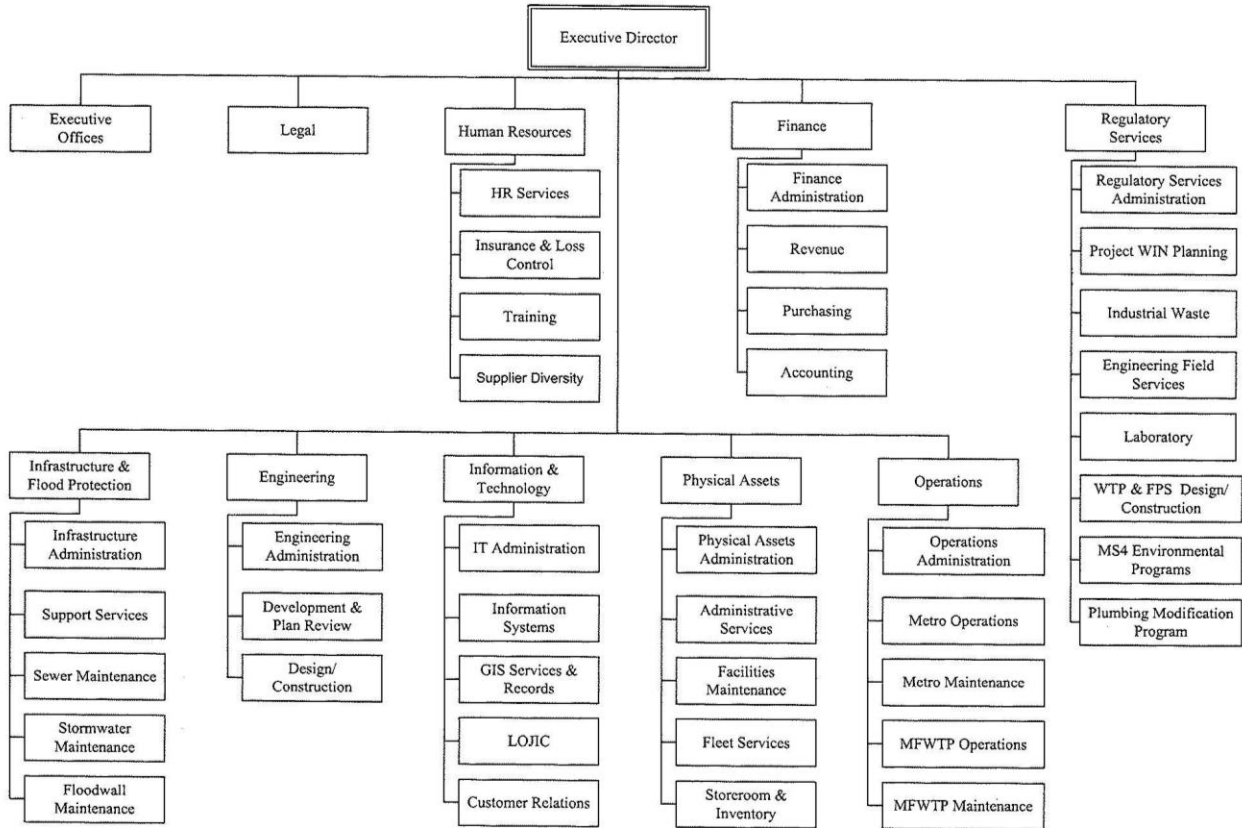 Executive Director
Executive
Offices
Legal
Human Resources
Finance
Regulatory
Services
HR Services
Insurance & Loss
Control
Training
Supplier Diversity
Finance
Administration
Revenue
Purchasing
Accounting
Regulatory Services
Administration
Project WIN Planning
Industrial Waste
Engineering Field
Services
Laboratory
WTP & FPS Design/
Construction
MS4 Environmental
Programs
Plumbing Modification
Program
Infrastructure &
Flood Protection
Infrastructure
Administration
Support Services
Sewer Maintenance
Stormwater
Maintenance
Floodwall
Maintenance
Engineering
Engineering
Administration
Development &
Plan Review
Design/
Construction
Information &
Technology
IT Administration
Information
Systems
GIS Services &
Records
LOJIC
Customer Relations
Physical Assets
Physical Assets
Administration
Administrative
Services
Facilities
Maintenance
Fleet Services
Storeroom &
Inventory
Operations
Operations
Administration
Metro Operations
Metro Maintenance
MFWTP Operations
MFWTP Maintenance